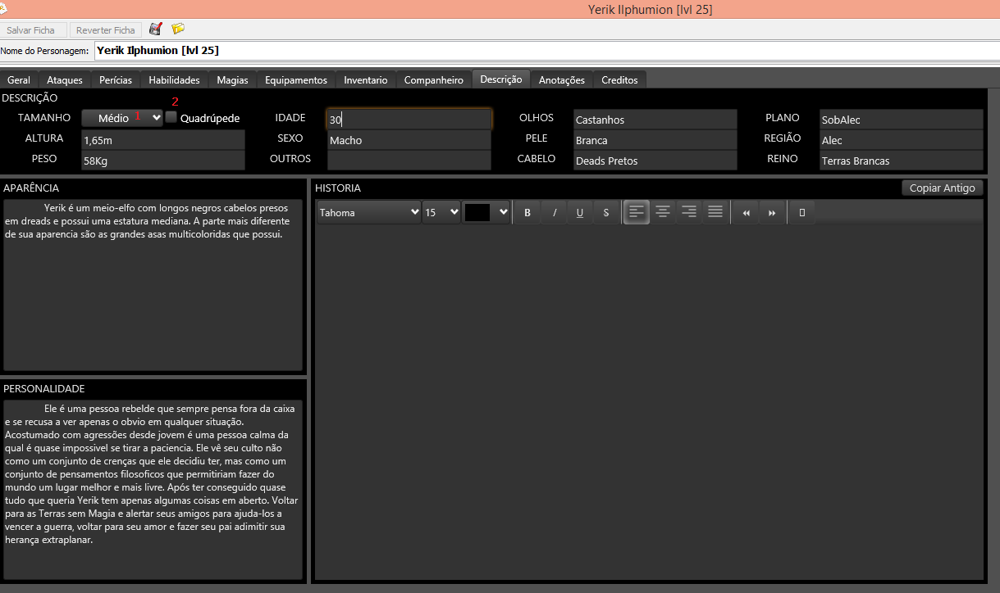 Yerik Ilphumion [lvl 25]
Salvar Ficha Reverter Ficha
Nome do Personagem: Yerik Ilphumion [lvl 25]
Geral Ataques Perícias Habilidades Magias Equipamentos Inventario Companheiro Descrição Anotações Creditos
DESCRIÇÃO
2
TAMANHO Médio 1 Quadrúpede IDADE 30 OLHOS Castanhos PLANO SobAlec
ALTURA 1,65m SEXO Macho PELE Branca REGIÃO Alec
PESO 58Kg OUTROS CABELO Deads Pretos REINO Terras Brancas
APARÊNCIA
Yerik é um meio-elfo com longos negros cabelos presos
em dreads e possui uma estatura mediana. A parte mais diferente
de sua aparencia são as grandes asas multicoloridas que possui.
HISTORIA Copiar Antigo
Tahoma 15 B I U S
PERSONALIDADE
Ele é uma pessoa rebelde que sempre pensa fora da caixa
e se recusa a ver apenas o obvio em qualquer situação.
Acostumado com agressões desde jovem é uma pessoa calma da
qual é quase impossivel se tirar a paciencia. Ele vê seu culto não
como um conjunto de crenças que ele decidiu ter, mas como um
conjunto de pensamentos filosoficos que permitiriam fazer do
mundo um lugar melhor e mais livre. Após ter conseguido quase
tudo que queria Yerik tem apenas algumas coisas em aberto. Voltar
para as Terras sem Magia e alertar seus amigos para ajuda-los a
vencer a guerra, voltar para seu amor e fazer seu pai adimitir sua
herança extraplanar.